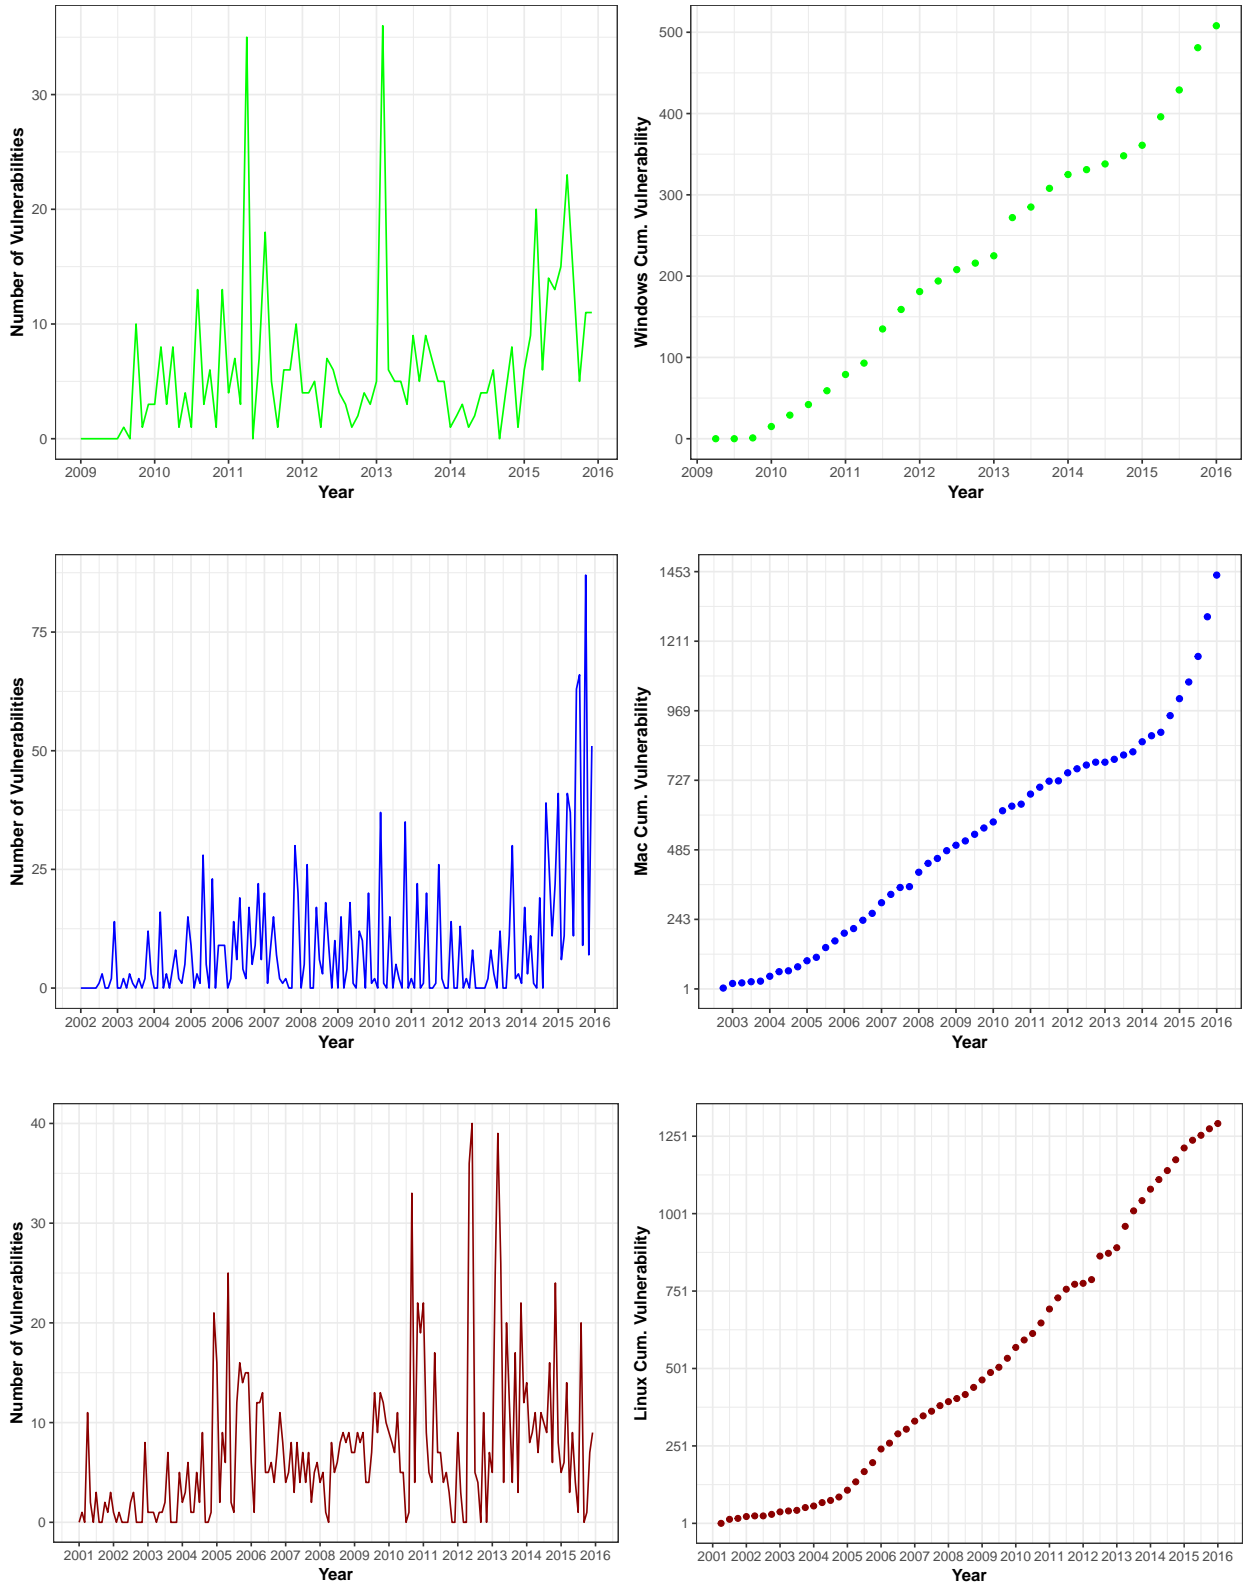 Number of Vulnerabilities
30
20
10
0
2009 2010 2011 2012 2013 2014 2015 2016
Year
Windows Cum. Vulnerability
500
400
300
200
100
0
2009 2010 2011 2012 2013 2014 2015 2016
Year
Number of Vulnerabilities
75
50
25
0
2002 2003 2004 2005 2006 2007 2008 2009 2010 2011 2012 2013 2014 2015 2016
Year
Mac Cum. Vulnerability
1453
1211
969
727
485
243
1
2003 2004 2005 2006 2007 2008 2009 2010 2011 2012 2013 2014 2015 2016
Year
Number of Vulnerabilities
40
30
20
10
0
2001 2002 2003 2004 2005 2006 2007 2008 2009 2010 2011 2012 2013 2014 2015 2016
Year
Linux Cum. Vulnerability
1251
1001
751
501
251
1
2001 2002 2003 2004 2005 2006 2007 2008 2009 2010 2011 2012 2013 2014 2015 2016
Year